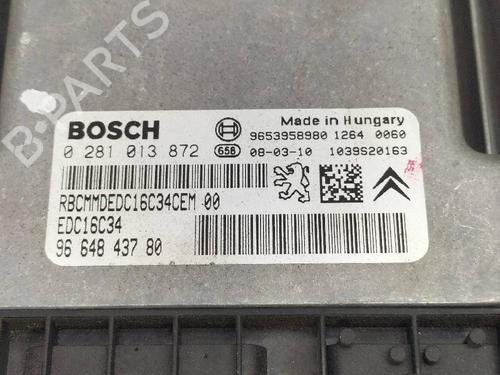 B-PARTS
BOSCH
Made in Hungary
9653958980 1264 0060
0 281 013 872 658 08-03-10 1039S20163
RBCMMDEDC16C34CEM 00
EDC16C34
96 648 437 80